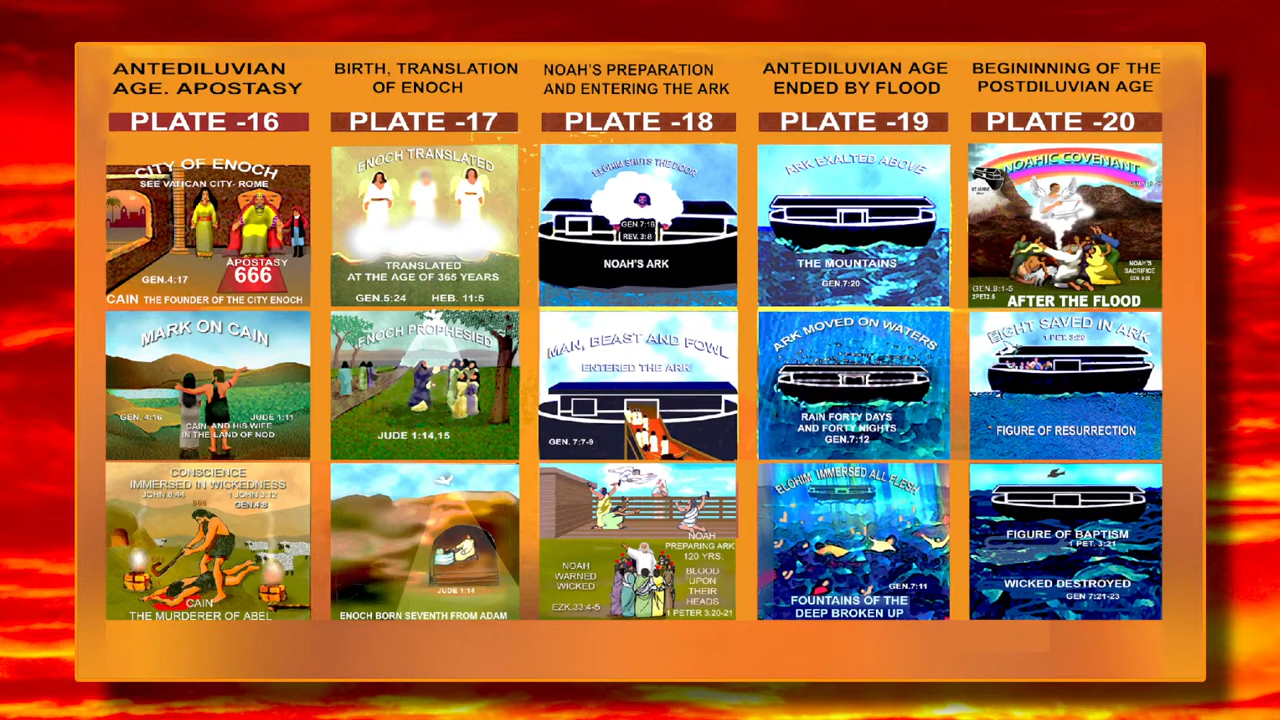 ANTEDILUVIAN
AGE. APOSTASY
PLATE -16
CITY OF ENOCH
SEE VATICAN CITY- ROME
APOSTASY
666
GEN.4:17
CAIN THE FOUNDER OF THE CITY ENOCH
MARK ON CAIN
GEN. 4:16
JUDE 1:11
CAIN AND HIS WIFE
IN THE LAND OF NOD
CONSCIENCE
IMMERSED IN WICKEDNESS
JOHN 8:44
1 JOHN 3:12
GEN.4:8
666
CAIN
THE MURDERER OF ABEL
BIRTH, TRANSLATION
OF ENOCH
PLATE -17
ENOCH TRANSLATED
TRANSLATED
AT THE AGE OF 365 YEARS
GEN.5:24 HEB. 11:5
ENOCH PROPHESIED
JUDE 1:14,15
JUDE 1:14
ENOCH BORN SEVENTH FROM ADAM
NOAH'S PREPARATION
AND ENTERING THE ARK
PLATE -18
ELOHIM SHUTS THE DOOR
GEN.7:16
REV. 3:8
NOAH'S ARK
MAN, BEAST AND FOWL
ENTERED THE ARK
GEN. 7:7-9
NOAH
PREPARING ARK
120 YRS.
NOAH
WARNED
WICKED
EZK.33:4-5
BLOOD
UPON
THEIR
HEADS
1 PETER 3:20-21
ANTEDILUVIAN AGE
ENDED BY FLOOD
PLATE -19
ARK EXALTED ABOVE
THE MOUNTAINS
GEN.7:20
ARK MOVED ON WATERS
RAIN FORTY DAYS
AND FORTY NIGHTS
GEN.7:12
ELOHIM IMMERSED ALL FLESH
GEN.7:11
FOUNTAINS OF THE
DEEP BROKEN UP
BEGININNING OF THE
POSTDILUVIAN AGE
PLATE -20
NOAHIC COVENANT
NOAH'S
SACRIFICE
GEN.8:1-5
2PET2:5
AFTER THE FLOOD
EIGHT SAVED IN ARK
1 PET. 3:20
FIGURE OF RESURRECTION
FIGURE OF BAPTISM
1 PET. 3:21
WICKED DESTROYED
GEN 7:21-23